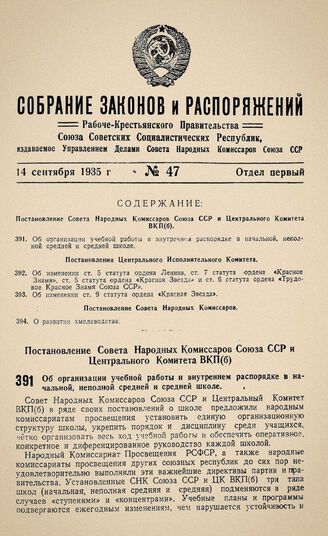 СОБРАНИЕ ЗАКОНОВ и РАСПОРЯЖЕНИЙ
Рабоче-Крестьянского Правительства
Союза Советских Социалистических Республик,
издаваемое Управлением Делами Совета Народных Комиссаров Союза ССР
14 сентября 1935 г
№ 47
Отдел первый
СОДЕРЖАНИЕ:
Постановление Совета Народных Комиссаров Союза ССР и Центрального Комитета
ВКП(б)
391. Об организации учебной работы и внутреннем распорядке в начальной, непол-
ной средней и средней школе.
Постановления Центрального Исполнительного Комитета.
392. Об изменении ст. 5 статута ордена Ленина, ст. 7 статута ордена «Красное
Знамя», ст. 5 статута ордена «Красная Звезда» и ст. 6 статута ордена «Трудо-
вое Красное Знамя Союза ССР».
393. Об изменении ст. 9 статута ордена «Красная Звезда».
Постановления Совета Народных Комиссаров.
394. О развитии хмелеводства.
Постановление Совета Народных Комиссаров Союза ССР и
Центрального Комитета ВКП(б)
391 Об организации учебной работы и внутреннем распорядке в на-
чальной, неполной средней и средней школе.
Совет Народных Комиссаров Союза ССР и Центральный Комитет
ВКП(б) в ряде своих постановлений о школе предложили народным
комиссариатам просвещения установить единую организационную
структуру школы, укрепить порядок и дисциплину среди учащихся,
чётко организовать весь ход учебной работы и обеспечить оперативное,
конкретное и дифференцированное руководство каждой школой.
Народный Комиссариат Просвещения РСФСР, а также народные
комиссариаты просвещения других союзных республик до сих пор не-
удовлетворительно выполняли эти важнейшие директивы партии и пра-
вительства. Установленные СНК Союза ССР и ЦК ВКП(б) три типа
школ (начальная, неполная средняя и средняя) подменяются в ряде
случаев «ступенями» и «концентрами». Учебные планы и программы
подвергаются ежегодным изменениям, чем нарушается устойчивость и